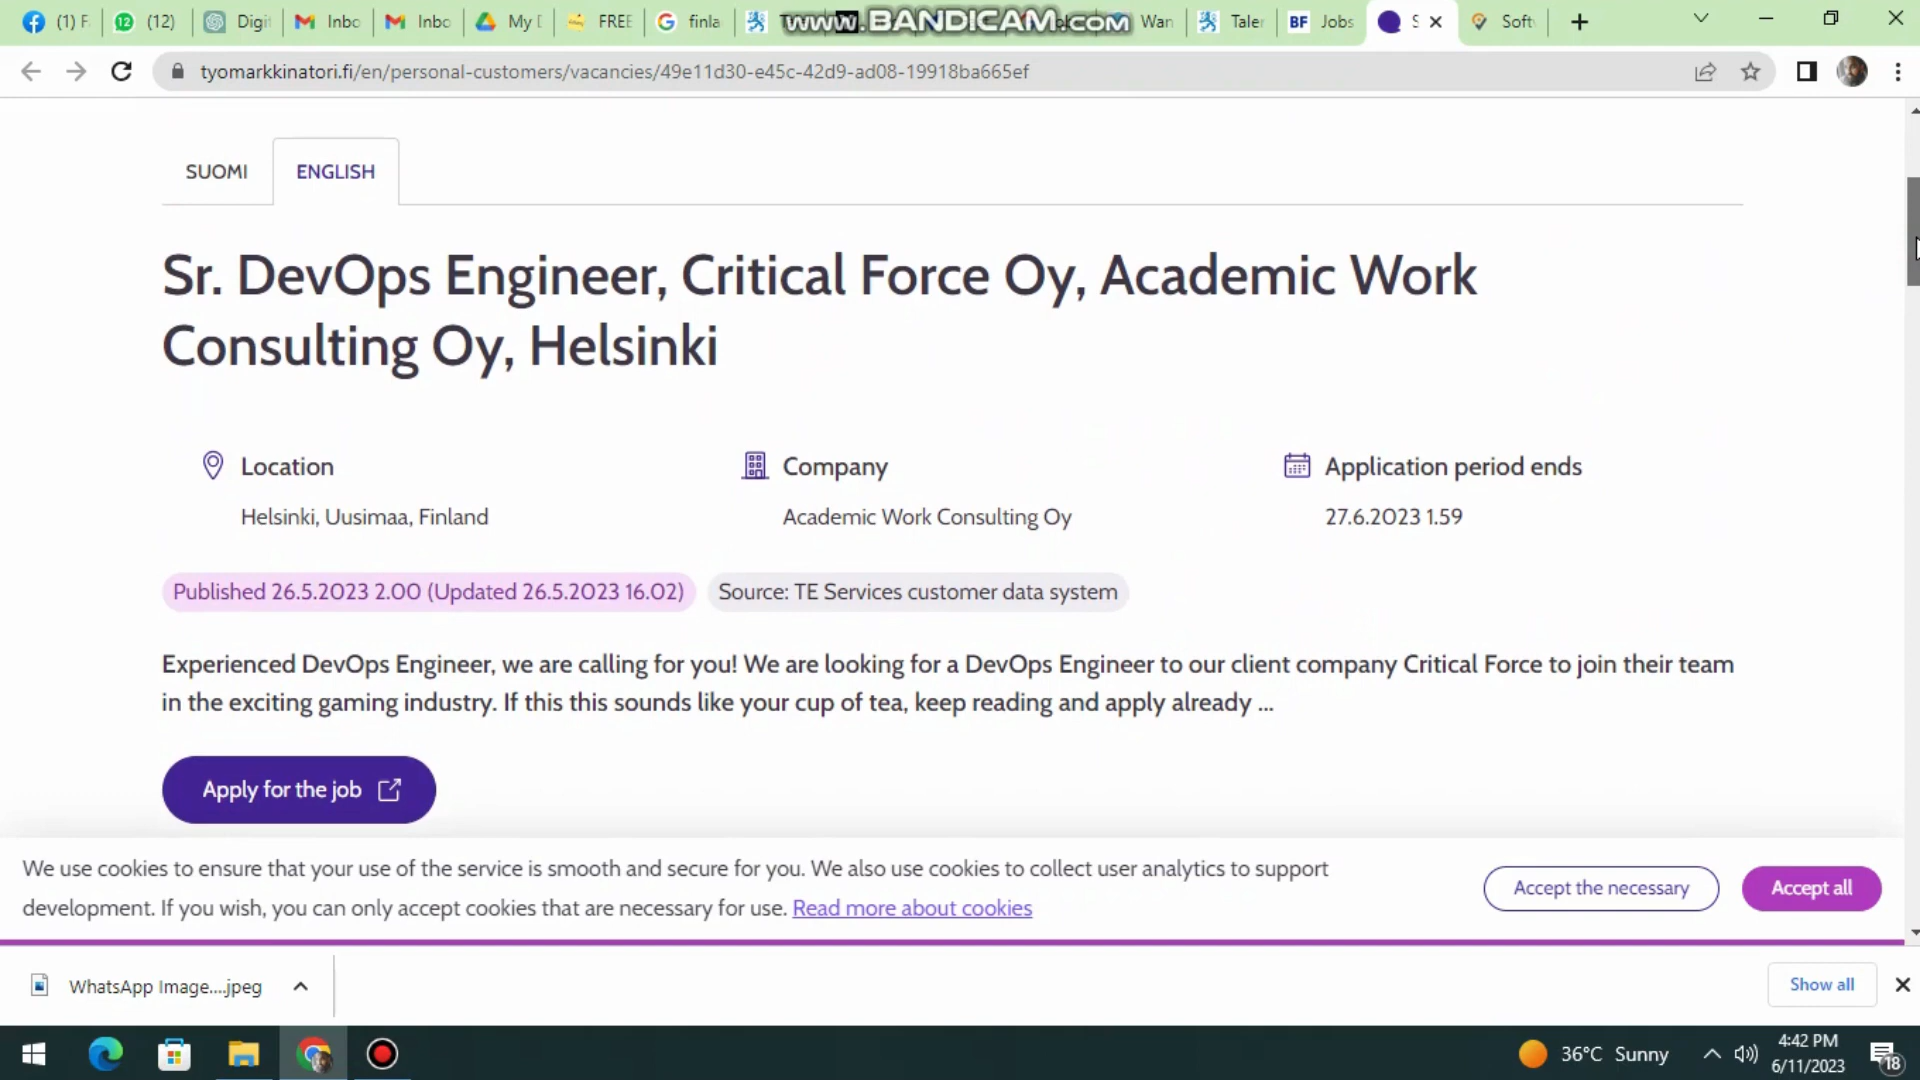 (1) F
(12)
Digit
Inbo
Inbo
My D
FREE
finla
www.BANDICAM.com
Wan
Taler
BF Jobs
S
Soft
tyomarkkinatori.fi/en/personal-customers/vacancies/49e11d30-e45c-42d9-ad08-19918ba665ef
SUOMI
ENGLISH
Sr. DevOps Engineer, Critical Force Oy, Academic Work
Consulting Oy, Helsinki
Location
Company
Application period ends
Helsinki, Uusimaa, Finland
Academic Work Consulting Oy
27.6.2023 1.59
Published 26.5.2023 2.00 (Updated 26.5.2023 16.02)
Source: TE Services customer data system
Experienced DevOps Engineer, we are calling for you! We are looking for a DevOps Engineer to our client company Critical Force to join their team
in the exciting gaming industry. If this this sounds like your cup of tea, keep reading and apply already ...
Apply for the job
We use cookies to ensure that your use of the service is smooth and secure for you. We also use cookies to collect user analytics to support
development. If you wish, you can only accept cookies that are necessary for use. Read more about cookies
Accept the necessary
Accept all
WhatsApp Image....jpeg
Show all
36°C Sunny
4:42 PM
6/11/2023
18